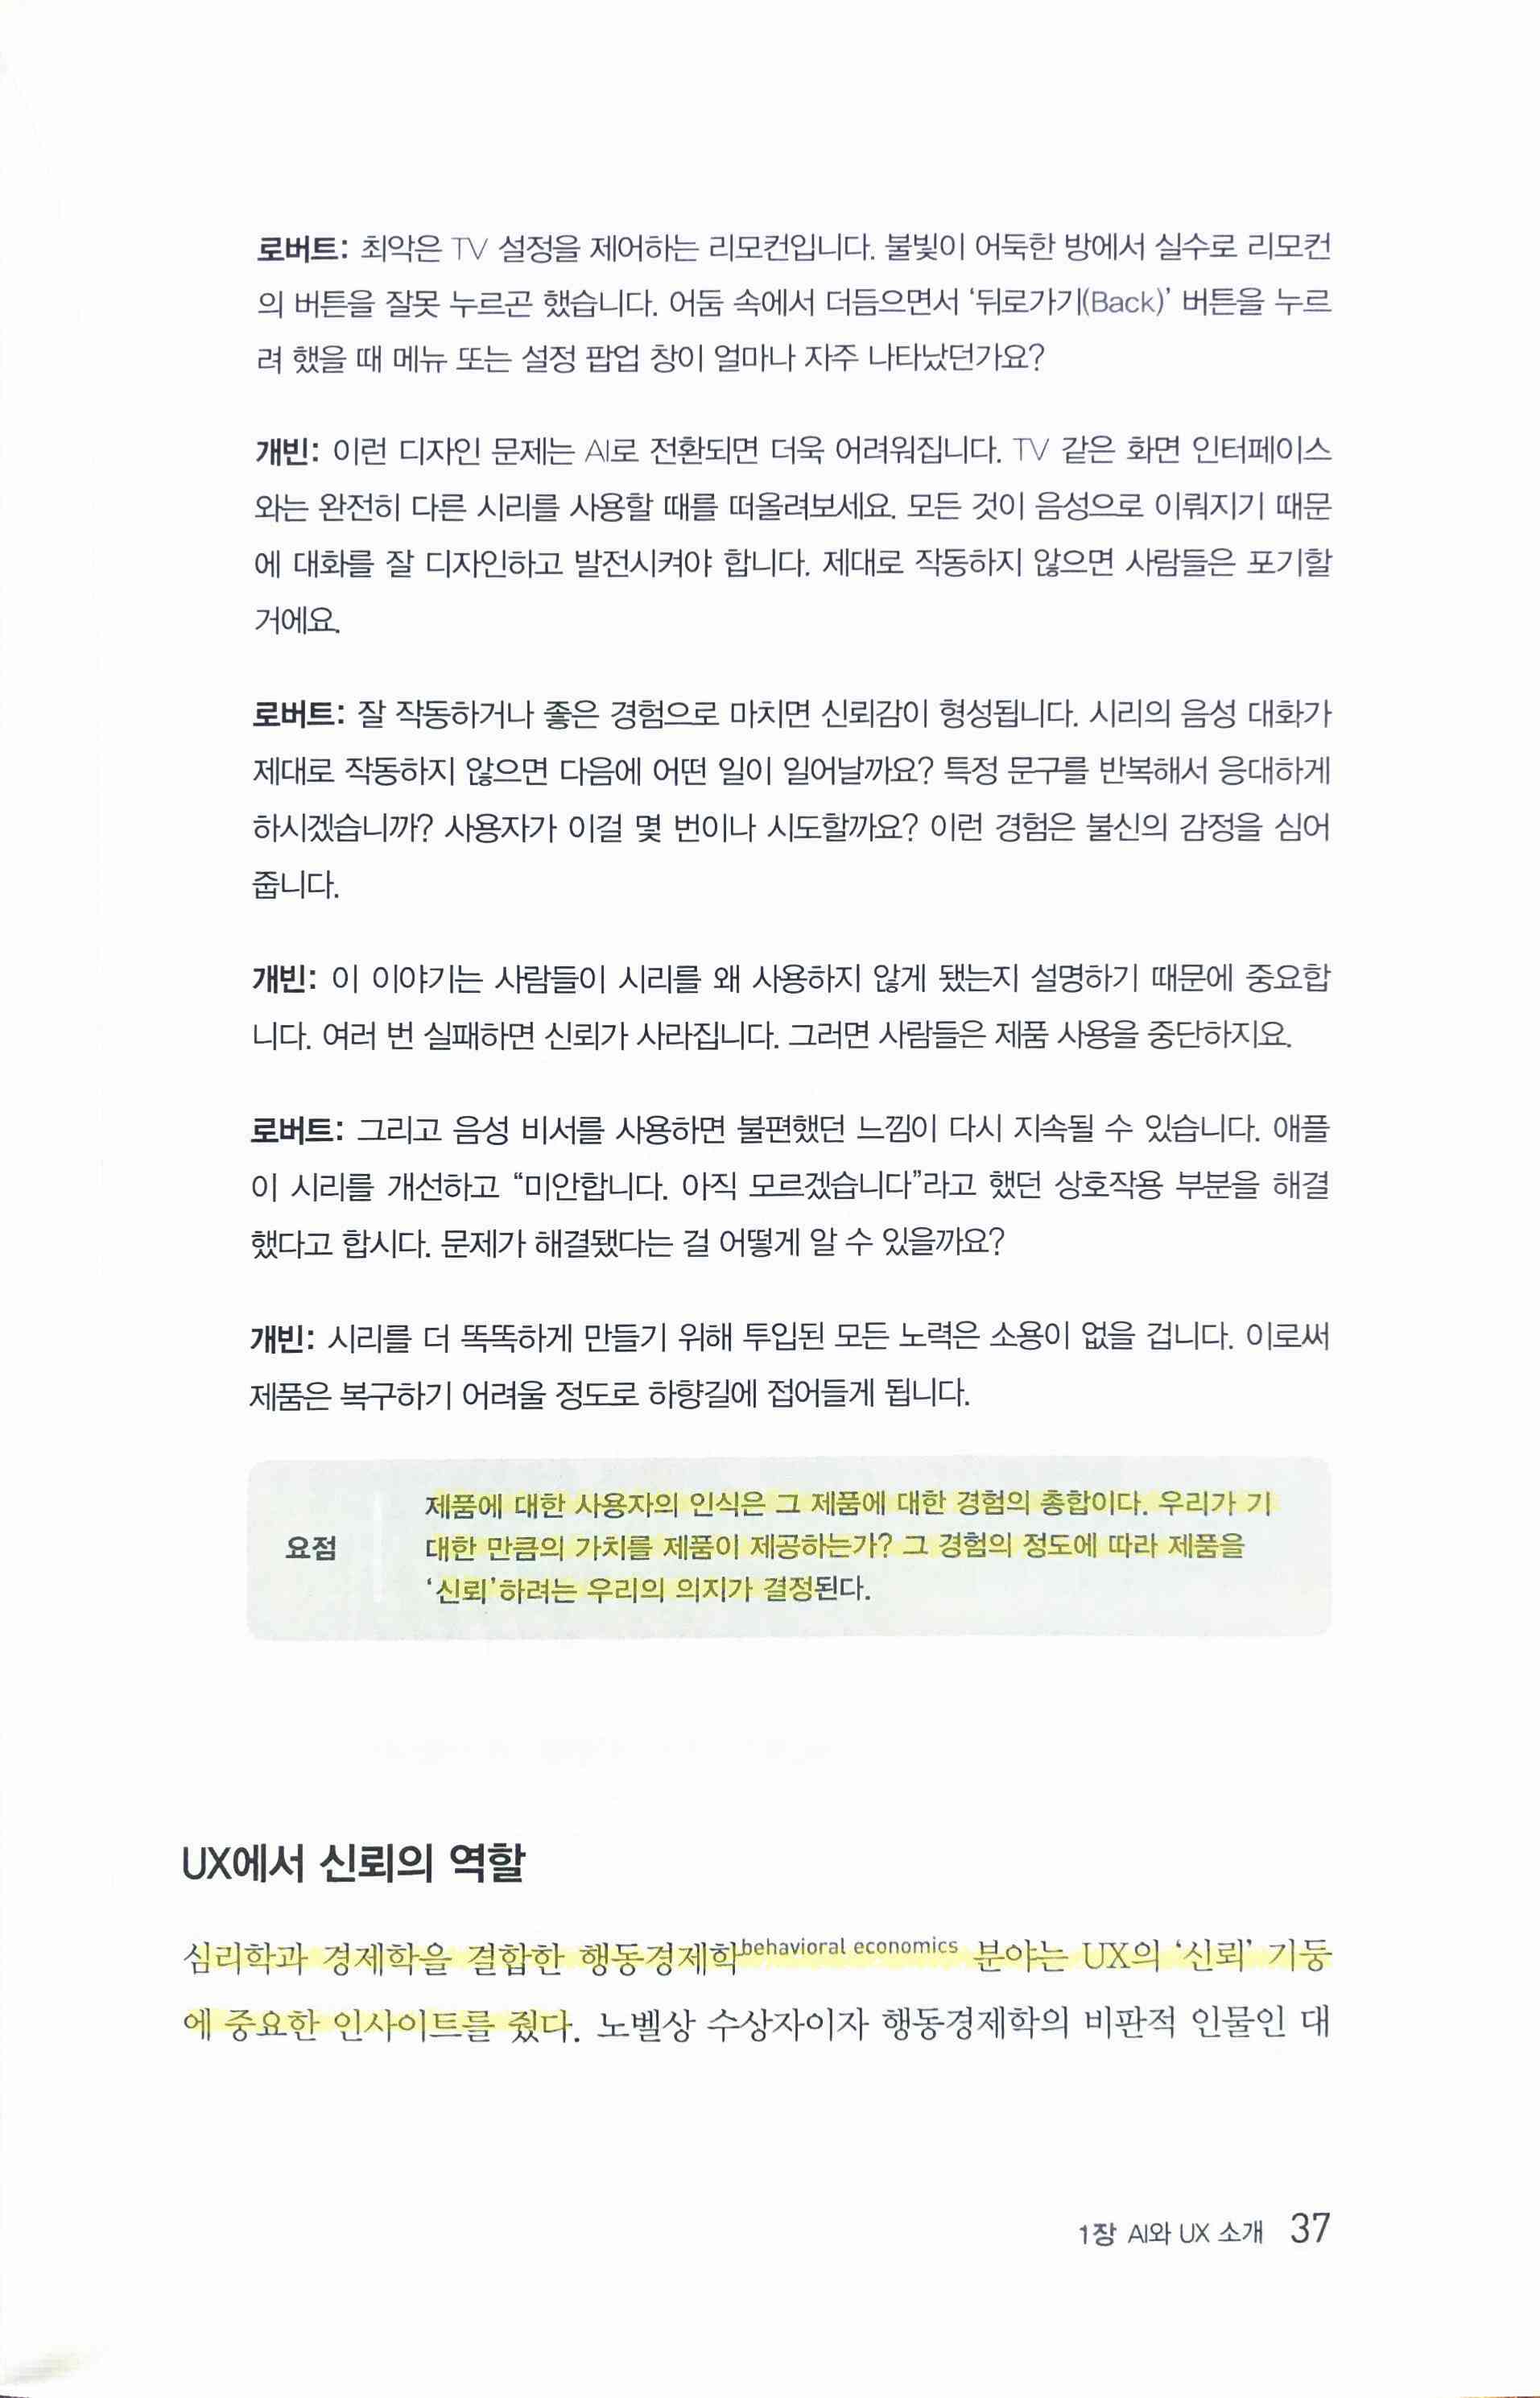 로버트: 최악은 TV 설정을 제어하는 리모컨입니다. 불빛이 어둑한 방에서 실수로 리모컨
의 버튼을 잘못 누르곤 했습니다. 어둠 속에서 더듬으면서 ‘뒤로가기(Back)’ 버튼을 누르
려 했을 때 메뉴 또는 설정 팝업 창이 얼마나 자주 나타났던가요?
개빈: 이런 디자인 문제는 AI로 전환되면 더욱 어려워집니다. TV 같은 화면 인터페이스
와는 완전히 다른 시리를 사용할 때를 떠올려보세요. 모든 것이 음성으로 이뤄지기 때문
에 대화를 잘 디자인하고 발전시켜야 합니다. 제대로 작동하지 않으면 사람들은 포기할
거에요.
로버트: 잘 작동하거나 좋은 경험으로 마치면 신뢰감이 형성됩니다. 시리의 음성 대화가
제대로 작동하지 않으면 다음에 어떤 일이 일어날까요? 특정 문구를 반복해서 응대하게
하시겠습니까? 사용자가 이걸 몇 번이나 시도할까요? 이런 경험은 불신의 감정을 심어
줍니다.
개빈: 이 이야기는 사람들이 시리를 왜 사용하지 않게 됐는지 설명하기 때문에 중요합
니다. 여러 번 실패하면 신뢰가 사라집니다. 그러면 사람들은 제품 사용을 중단하지요.
로버트: 그리고 음성 비서를 사용하면 불편했던 느낌이 다시 지속될 수 있습니다. 애플
이 시리를 개선하고 “미안합니다. 아직 모르겠습니다”라고 했던 상호작용 부분을 해결
했다고 합시다. 문제가 해결됐다는 걸 어떻게 알 수 있을까요?
개빈: 시리를 더 똑똑하게 만들기 위해 투입된 모든 노력은 소용이 없을 겁니다. 이로써
제품은 복구하기 어려울 정도로 하향길에 접어들게 됩니다.
요점
제품에 대한 사용자의 인식은 그 제품에 대한 경험의 총합이다. 우리가 기
대한 만큼의 가치를 제품이 제공하는가? 그 경험의 정도에 따라 제품을
‘신뢰’하려는 우리의 의지가 결정된다.
UX에서 신뢰의 역할
심리학과 경제학을 결합한 행동경제학behavioral economics 분야는 UX의 ‘신뢰’ 기둥
에 중요한 인사이트를 줬다. 노벨상 수상자이자 행동경제학의 비판적 인물인 대
1장 AI와 UX 소개 37